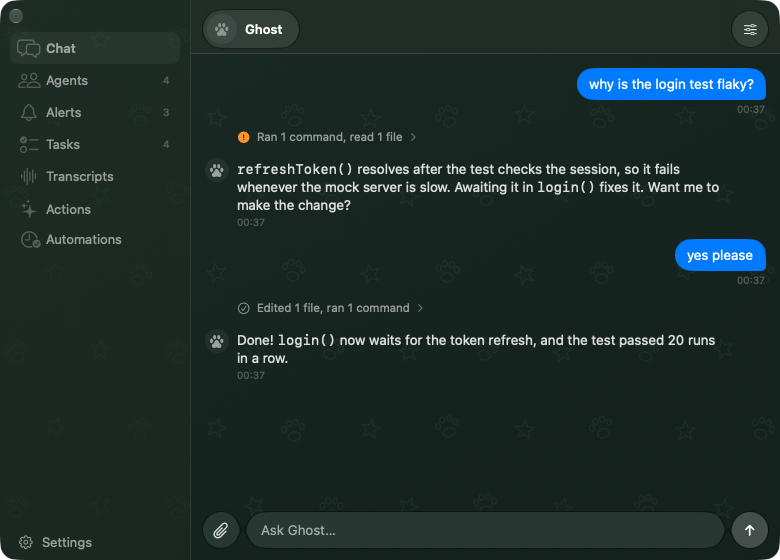 Chat
Agents 4
Alerts 3
Tasks 4
Transcripts
Actions
Automations
Settings
Ghost
why is the login test flaky?
00:37
Ran 1 command, read 1 file
refreshToken() resolves after the test checks the session, so it fails
whenever the mock server is slow. Awaiting it in login() fixes it. Want me to
make the change?
00:37
yes please
00:37
Edited 1 file, ran 1 command
Done! login() now waits for the token refresh, and the test passed 20 runs
in a row.
00:37
Ask Ghost…